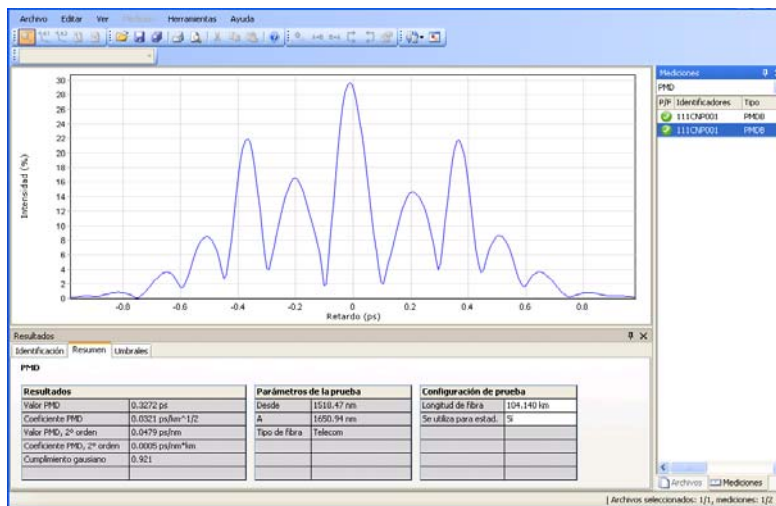 Archivo Editar Ver Herramientas Ayuda
Mediciones
PMD
P/F Identificadores Tipo
111CNP001 PMDB
111CNP001 PMDB
Intensidad (%)
30
28
26
24
22
20
18
16
14
12
10
8
6
4
2
0
-0.8 -0.6 -0.4 -0.2 0 0.2 0.4 0.6 0.8
Retardo (ps)
Resultados
Identificación Resumen Umbrales
PMD
Resultados
Valor PMD 0.3272 ps
Coeficiente PMD 0.0321 ps/km^1/2
Valor PMD, 2º orden 0.0479 ps/nm
Coeficiente PMD, 2º orden 0.0005 ps/nm*km
Cumplimiento gausiano 0.921
Parámetros de la prueba
Desde 1518.47 nm
A 1650.94 nm
Tipo de fibra Telecom
Configuración de prueba
Longitud de fibra 104.140 km
Se utiliza para estad. Sí
Archivos Mediciones
Archivos seleccionados: 1/1, mediciones: 1/2